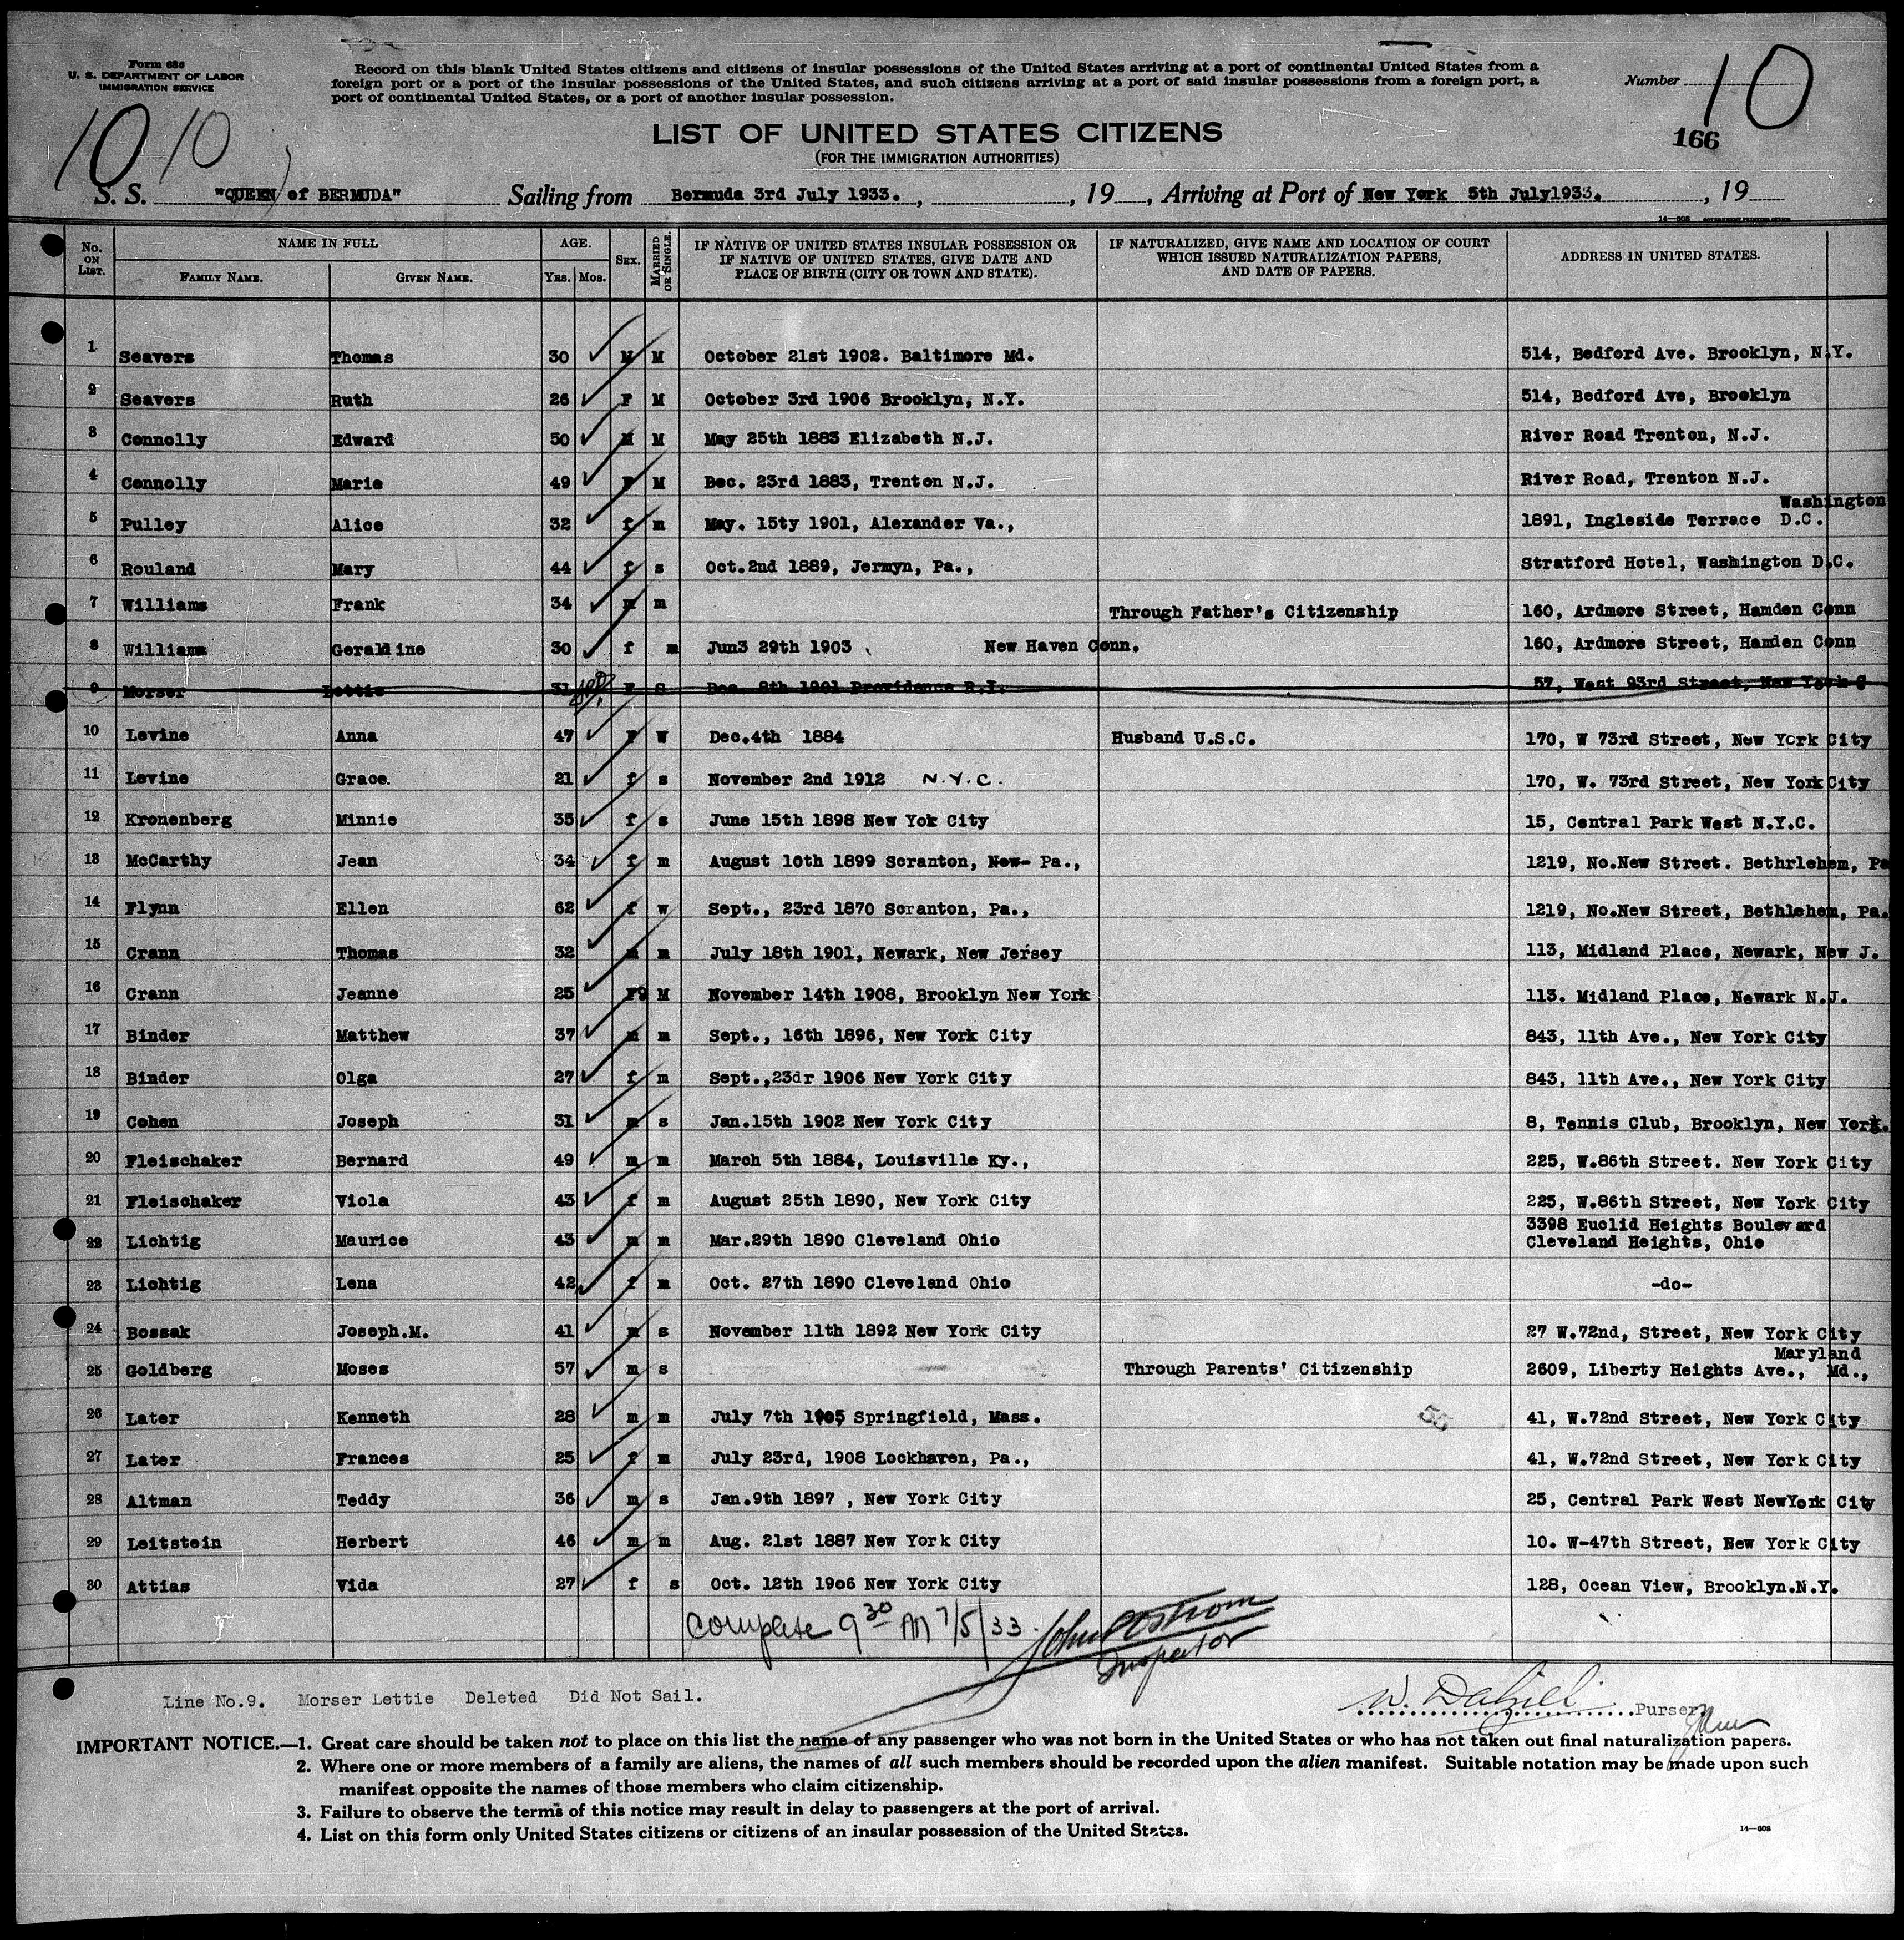 Form 630
U. S. DEPARTMENT OF LABOR
IMMIGRATION SERVICE
Record on this blank United States citizens and citizens of insular possessions of the United States arriving at a port of continental United States from a
foreign port or a port of the insular possessions of the United States, and such citizens arriving at a port of said insular possessions from a foreign port, a
port of continental United States, or a port of another insular possession.
Number 10
10 10
166
LIST OF UNITED STATES CITIZENS
(FOR THE IMMIGRATION AUTHORITIES)
S. S. "QUEEN of BERMUDA" Sailing from Bermuda 3rd July 1933. , , 19 , Arriving at Port of New York 5th July1933. , 19
14—608
No. ON LIST. NAME IN FULL FAMILY NAME. GIVEN NAME. AGE. Yrs. Mos. SEX. MARRIED OR SINGLE. IF NATIVE OF UNITED STATES INSULAR POSSESSION OR IF NATIVE OF UNITED STATES, GIVE DATE AND PLACE OF BIRTH (CITY OR TOWN AND STATE). IF NATURALIZED, GIVE NAME AND LOCATION OF COURT WHICH ISSUED NATURALIZATION PAPERS, AND DATE OF PAPERS. ADDRESS IN UNITED STATES.
1 Seavers Thomas 30 M M October 21st 1902. Baltimore Md. 514, Bedford Ave. Brooklyn, N.Y.
2 Seavers Ruth 26 F M October 3rd 1906 Brooklyn, N.Y. 514, Bedford Ave, Brooklyn
3 Connolly Edward 50 M M May 25th 1883 Elizabeth N.J. River Road Trenton, N.J.
4 Connolly Marie 49 F M Dec. 23rd 1883, Trenton N.J. River Road, Trenton N.J.
5 Pulley Alice 32 f m May. 15ty 1901, Alexander Va., 1891, Ingleside Terrace Washington D.C.
6 Rouland Mary 44 f s Oct.2nd 1889, Jermyn, Pa., Stratford Hotel, Washington D.C.
7 Williams Frank 34 m m Through Father's Citizenship 160, Ardmore Street, Hamden Conn
8 Williams Geraldine 30 f m Jun3 29th 1903 New Haven Conn. 160, Ardmore Street, Hamden Conn
9 Morser Lettie 31 F S Dec. 8th 1901 Providence R.I. 57, West 93rd Street, New York C
10 Levine Anna 47 F W Dec.4th 1884 Husband U.S.C. 170, W 73rd Street, New York City
11 Levine Grace. 21 f s November 2nd 1912 N.Y.C. 170, W. 73rd Street, New York City
12 Kronenberg Minnie 35 f s June 15th 1898 New Yok City 15, Central Park West N.Y.C.
13 McCarthy Jean 34 f m August 10th 1899 Scranton, New- Pa., 1219, No.New Street. Bethrlehem, Pa
14 Flynn Ellen 62 f w Sept., 23rd 1870 Scranton, Pa., 1219, No.New Street, Bethlehem, Pa.
15 Crann Thomas 32 m m July 18th 1901, Newark, New Jersey 113, Midland Place, Newark, New J.
16 Crann Jeanne 25 F9 M November 14th 1908, Brooklyn New York 113. Midland Place, Newark N.J.
17 Binder Matthew 37 m m Sept., 16th 1896, New York City 843, 11th Ave., New York City
18 Binder Olga 27 f m Sept.,23dr 1906 New York City 843, 11th Ave., New York City
19 Cohen Joseph 31 m s Jan.15th 1902 New York City 8, Tennis Club, Brooklyn, New York.
20 Fleischaker Bernard 49 m m March 5th 1884, Louisville Ky., 225, W.86th Street. New York City
21 Fleischaker Viola 43 f m August 25th 1890, New York City 225, W.86th Street, New York City
22 Lichtig Maurice 43 m m Mar.29th 1890 Cleveland Ohio 3398 Euclid Heights Boulevard Cleveland Heights, Ohio
23 Lichtig Lena 42 f m Oct. 27th 1890 Cleveland Ohio -do-
24 Bossak Joseph.M. 41 m s November 11th 1892 New York City 27 W.72nd, Street, New York City
25 Goldberg Moses 57 m s Through Parents' Citizenship 2609, Liberty Heights Ave., Maryland Md.,
26 Later Kenneth 28 m m July 7th 1905 Springfield, Mass. 41, W.72nd Street, New York City
27 Later Frances 25 f m July 23rd, 1908 Lockhaven, Pa., 41, W.72nd Street, New York City
28 Altman Teddy 36 m s Jan.9th 1897 , New York City 25, Central Park West NewYork City
29 Leitstein Herbert 46 m m Aug. 21st 1887 New York City 10. W-47th Street, New York City
30 Attias Vida 27 f s Oct. 12th 1906 New York City 128, Ocean View, Brooklyn.N.Y.
Complete 9 30 7/5/33
Inspector
Line No.9. Morser Lettie Deleted Did Not Sail.
W. Dalziel Purser
IMPORTANT NOTICE.—1. Great care should be taken not to place on this list the name of any passenger who was not born in the United States or who has not taken out final naturalization papers.
2. Where one or more members of a family are aliens, the names of all such members should be recorded upon the alien manifest. Suitable notation may be made upon such
manifest opposite the names of those members who claim citizenship.
3. Failure to observe the terms of this notice may result in delay to passengers at the port of arrival.
4. List on this form only United States citizens or citizens of an insular possession of the United States.
14—608